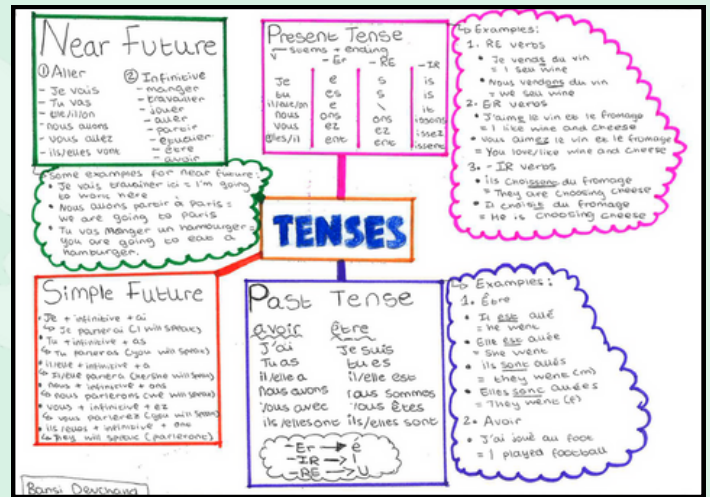 Near Future
① Aller
- Je vais
- Tu vas
- elle/il/on
- nous allons
- vous allez
- ils/elles vont
② Infinitive
- manger
- travailler
- jouer
- aller
- partir
- être
- avoir
Some examples for near future:
• Je vais travailler ici = I'm going
to work here
• Nous allons partir à Paris =
we are going to Paris
• Tu vas manger un hamburger =
you are going to eat a
hamburger.
Present Tense
stems + ending
-Er -RE -IR
Je e s is
tu es s is
il/elle/on e \ it
nous ons ons issons
vous ez ez issez
elles/il ent ent issent
Examples:
1. RE verbs
• Je vends du vin
= I sell wine
• Nous vendons du vin
= we sell wine
2. ER verbs
• J'aime le vin et le fromage
= I like wine and cheese
• Vous aimez le vin et le fromage
= You love/like wine and cheese
3. -IR verbs
• ils choissent du fromage
= They are choosing cheese
• Il choisis du fromage
= He is choosing cheese
TENSES
Simple Future
• Je + infinitive + ai
Je parlerai (I will speak)
• Tu + infinitive + as
Tu parleras (you will speak)
• il/elle + infinitive + a
Il/elle parlera (he/she will speak)
• nous + infinitive + ons
nous parlerons (we will speak)
• vous + infinitive + ez
vous parlerez (you will speak)
• ils/elles + infinitive + ont
They will speak (parleront)
Past Tense
avoir être
J'ai Je suis
Tu as tu es
il/elle a il/elle est
nous avons nous sommes
vous avec vous êtes
ils/elles ont ils/elles sont
-Er → é
-IR → i
-RE → U
Examples:
1. Être
• Il est allé
= he went
• Elle est allée
= She went
• ils sont allés
= they went (m)
• Elles sont allées
= They went (f)
2. Avoir
• J'ai joué au foot
= I played football
Bansi